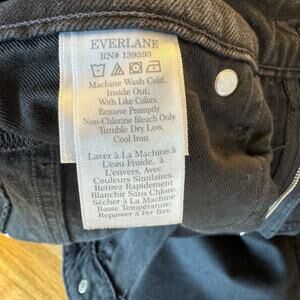 EVERLANE
RN# 139393
Machine Wash Cold,
Inside Out,
With Like Colors.
Remove Promptly
Non-Chlorine Bleach Only
Tumble Dry Low,
Cool Iron.
Laver à La Machine à
L'eau Froide, à
L'envers, Avec
Couleurs Similaires.
Retirez Rapidement
Blanchir Sans Chlore.
Sécher à La Machine
Basse Température.
Repasser à Fer Bas.